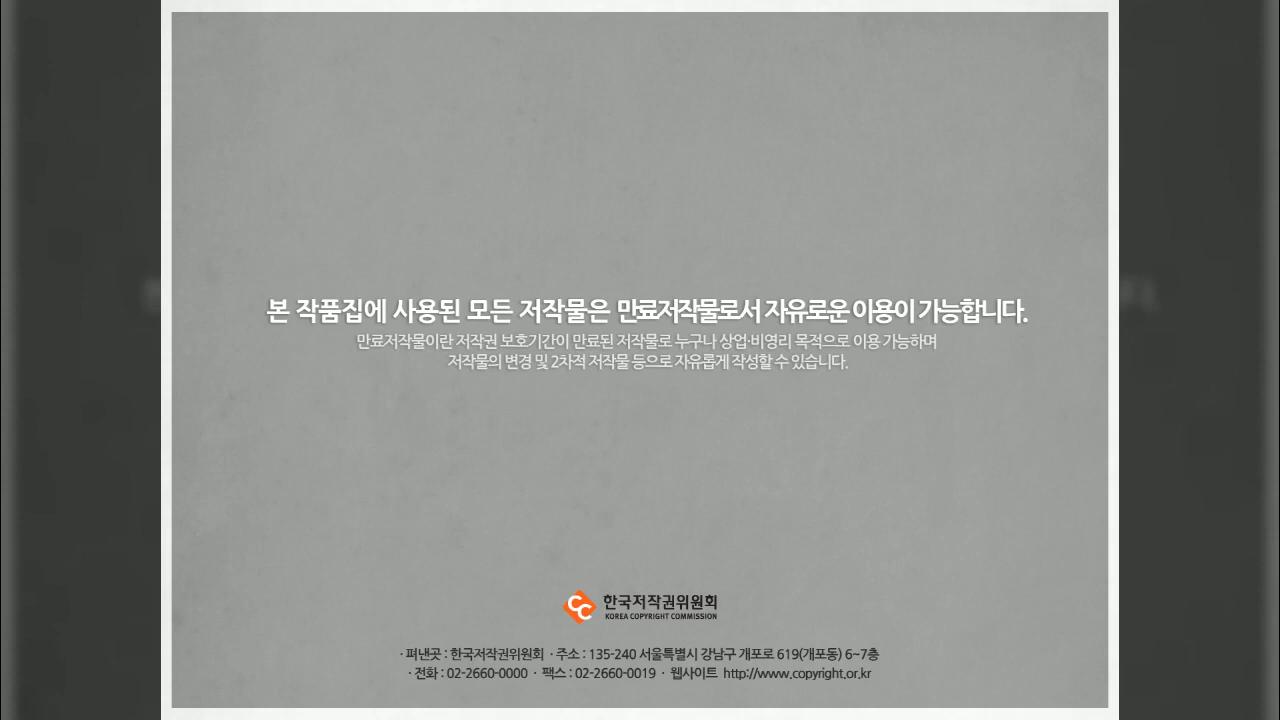 본 작품집에 사용된 모든 저작물은 만료저작물로서 자유로운 이용이 가능합니다.
만료저작물이란 저작권 보호기간이 만료된 저작물로 누구나 상업·비영리 목적으로 이용 가능하며
저작물의 변경 및 2차적 저작물 등으로 자유롭게 작성할 수 있습니다.
CC 한국저작권위원회
KOREA COPYRIGHT COMMISSION
· 펴낸곳 : 한국저작권위원회 · 주소 : 135-240 서울특별시 강남구 개포로 619(개포동) 6~7층
· 전화 : 02-2660-0000 · 팩스 : 02-2660-0019 · 웹사이트 http://www.copyright.or.kr